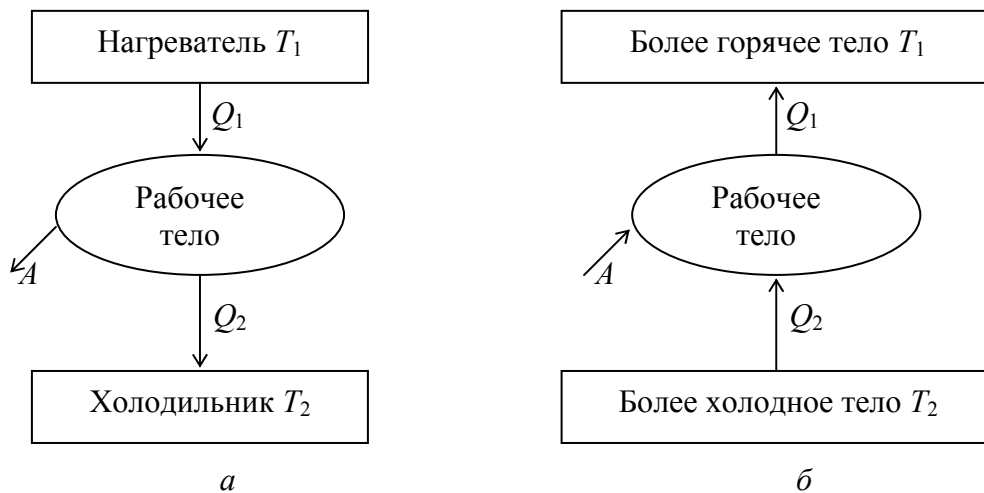 Нагреватель T₁
Q₁
Рабочее
тело
A
Q₂
Холодильник T₂
а
Более горячее тело T₁
Q₁
Рабочее
тело
A
Q₂
Более холодное тело T₂
б